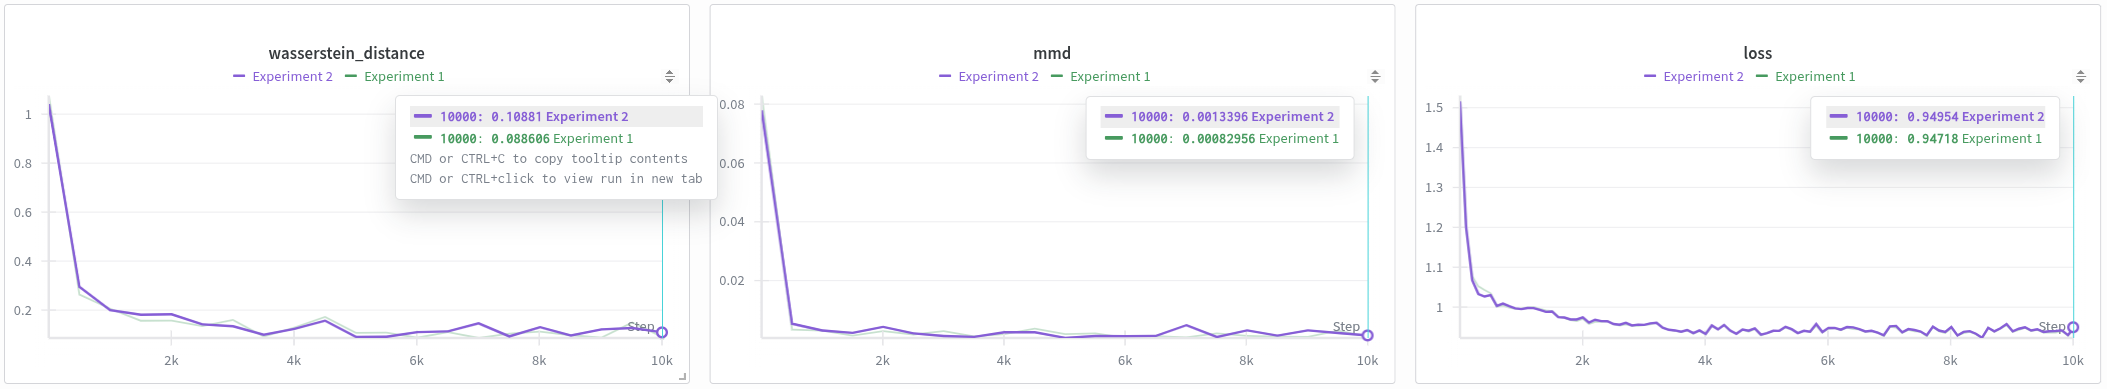 wasserstein_distance
Experiment 2 Experiment 1
1
0.8
0.6
0.4
0.2
10000: 0.10881 Experiment 2
10000: 0.088606 Experiment 1
CMD or CTRL+C to copy tooltip contents
CMD or CTRL+click to view run in new tab
Step
2k 4k 6k 8k 10k
mmd
Experiment 2 Experiment 1
0.08
0.06
0.04
0.02
10000: 0.0013396 Experiment 2
10000: 0.00082956 Experiment 1
Step
2k 4k 6k 8k 10k
loss
Experiment 2 Experiment 1
1.5
1.4
1.3
1.2
1.1
1
10000: 0.94954 Experiment 2
10000: 0.94718 Experiment 1
Step
2k 4k 6k 8k 10k